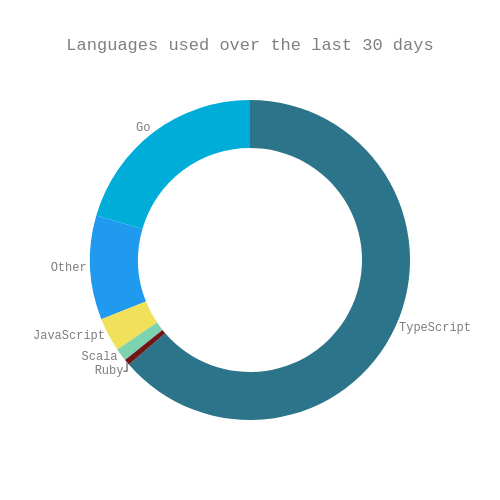 Languages used over the last 30 days
Go
Other
TypeScript
JavaScript
Scala
Ruby